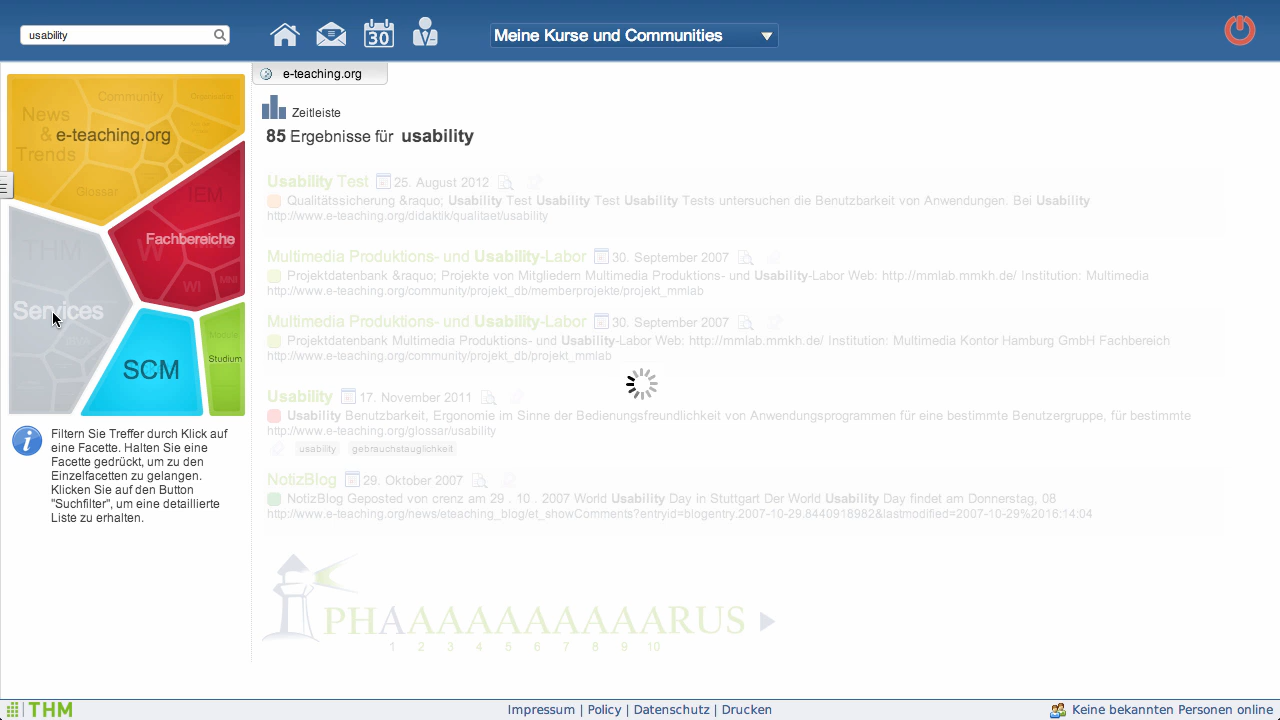 usability
30
Meine Kurse und Communities
e-teaching.org
Zeitleiste
85 Ergebnisse für usability
Community
News
& e-teaching.org
Trends
Glossar
IEM
Fachbereiche
W
WI
MNI
THM
Services
SCM
Module
Studium
Filtern Sie Treffer durch Klick auf
eine Facette. Halten Sie eine
Facette gedrückt, um zu den
Einzelfacetten zu gelangen.
Klicken Sie auf den Button
"Suchfilter", um eine detaillierte
Liste zu erhalten.
Usability Test 25. August 2012
Qualitätssicherung &raquo; Usability Test Usability Test Usability Tests untersuchen die Benutzbarkeit von Anwendungen. Bei Usability
http://www.e-teaching.org/didaktik/qualitaet/usability
Multimedia Produktions- und Usability-Labor 30. September 2007
Projektdatenbank &raquo; Projekte von Mitgliedern Multimedia Produktions- und Usability-Labor Web: http://mmlab.mmkh.de/ Institution: Multimedia
http://www.e-teaching.org/community/projekt_db/memberprojekte/projekt_mmlab
Multimedia Produktions- und Usability-Labor 30. September 2007
Projektdatenbank Multimedia Produktions- und Usability-Labor Web: http://mmlab.mmkh.de/ Institution: Multimedia Kontor Hamburg GmbH Fachbereich
http://www.e-teaching.org/community/projekt_db/projekt_mmlab
Usability 17. November 2011
Usability Benutzbarkeit, Ergonomie im Sinne der Bedienungsfreundlichkeit von Anwendungsprogrammen für eine bestimmte Benutzergruppe, für bestimmte
http://www.e-teaching.org/glossar/usability
usability gebrauchstauglichkeit
NotizBlog 29. Oktober 2007
NotizBlog Geposted von crenz am 29 . 10 . 2007 World Usability Day in Stuttgart Der World Usability Day findet am Donnerstag, 08
http://www.e-teaching.org/news/eteaching_blog/et_showComments?entryid=blogentry.2007-10-29.8440918982&lastmodified=2007-10-29%2016:14:04
PHAAAAAAAAAARUS
1 2 3 4 5 6 7 8 9 10
THM
Impressum | Policy | Datenschutz | Drucken
Keine bekannten Personen online